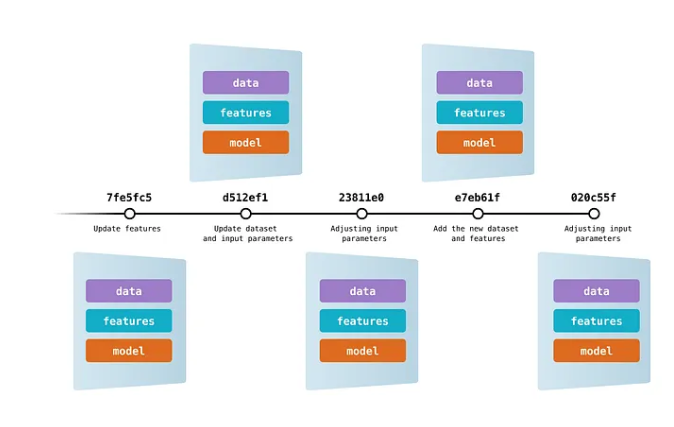 data
data
features
features
model
model
7fe5fc5
d512ef1
23811e0
e7eb61f
020c55f
Update features
Update dataset
and input parameters
Adjusting input
parameters
Add the new dataset
and features
Adjusting input
parameters
data
data
data
features
features
features
model
model
model